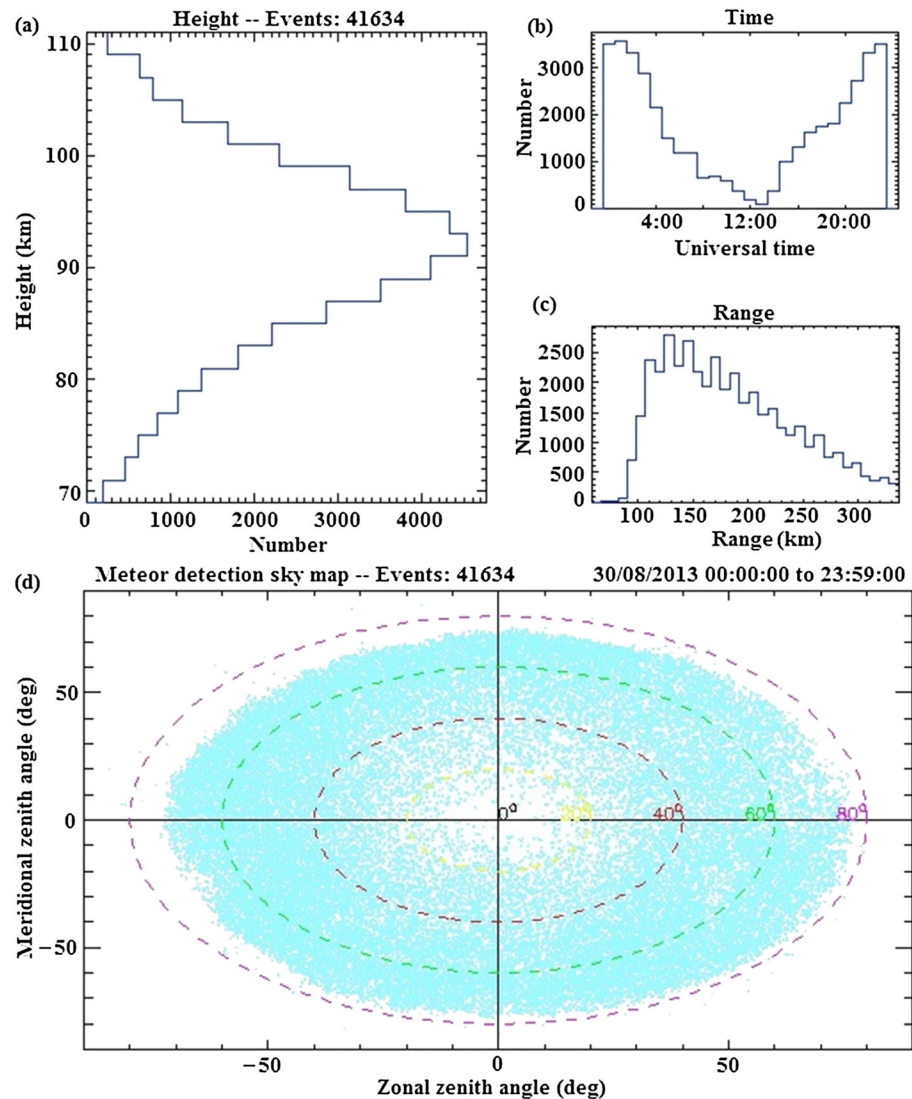 (a) Height -- Events: 41634
110
100
90
80
70
Height (km)
0 1000 2000 3000 4000
Number
(b) Time
3000
2000
1000
0
Number
4:00 12:00 20:00
Universal time
(c) Range
2500
2000
1500
1000
500
0
Number
100 150 200 250 300
Range (km)
(d) Meteor detection sky map -- Events: 41634 30/08/2013 00:00:00 to 23:59:00
50
0
−50
Meridional zenith angle (deg)
0° 20° 40° 60° 80°
−50 0 50
Zonal zenith angle (deg)